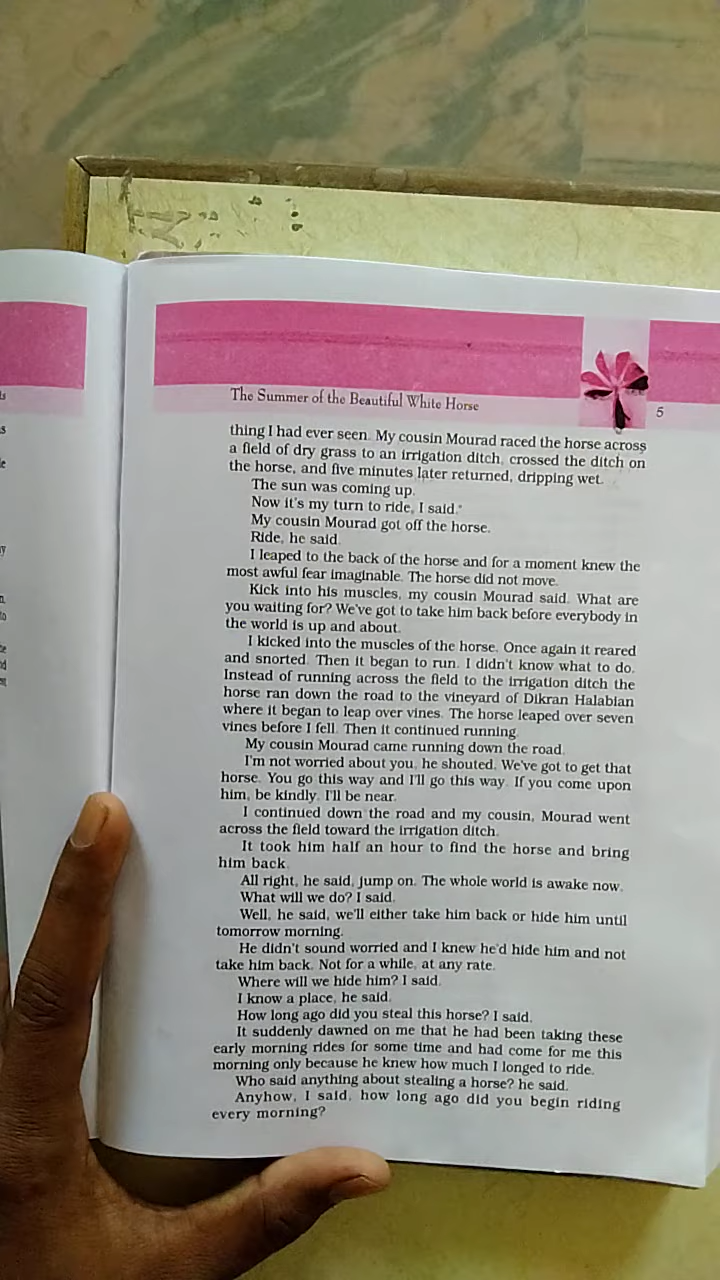 The Summer of the Beautiful White Horse
5
thing I had ever seen. My cousin Mourad raced the horse across
a field of dry grass to an irrigation ditch, crossed the ditch on
the horse, and five minutes later returned, dripping wet.
The sun was coming up.
Now it's my turn to ride, I said.
My cousin Mourad got off the horse.
Ride, he said.
I leaped to the back of the horse and for a moment knew the
most awful fear imaginable. The horse did not move.
Kick into his muscles, my cousin Mourad said. What are
you waiting for? We've got to take him back before everybody in
the world is up and about.
I kicked into the muscles of the horse. Once again it reared
and snorted. Then it began to run. I didn't know what to do.
Instead of running across the field to the irrigation ditch the
horse ran down the road to the vineyard of Dikran Halabian
where it began to leap over vines. The horse leaped over seven
vines before I fell. Then it continued running.
My cousin Mourad came running down the road.
I'm not worried about you, he shouted. We've got to get that
horse. You go this way and I'll go this way. If you come upon
him, be kindly. I'll be near.
I continued down the road and my cousin, Mourad went
across the field toward the irrigation ditch.
It took him half an hour to find the horse and bring
him back.
All right, he said, jump on. The whole world is awake now.
What will we do? I said.
Well, he said, we'll either take him back or hide him until
tomorrow morning.
He didn't sound worried and I knew he'd hide him and not
take him back. Not for a while, at any rate.
Where will we hide him? I said.
I know a place, he said.
How long ago did you steal this horse? I said.
It suddenly dawned on me that he had been taking these
early morning rides for some time and had come for me this
morning only because he knew how much I longed to ride.
Who said anything about stealing a horse? he said.
Anyhow, I said, how long ago did you begin riding
every morning?